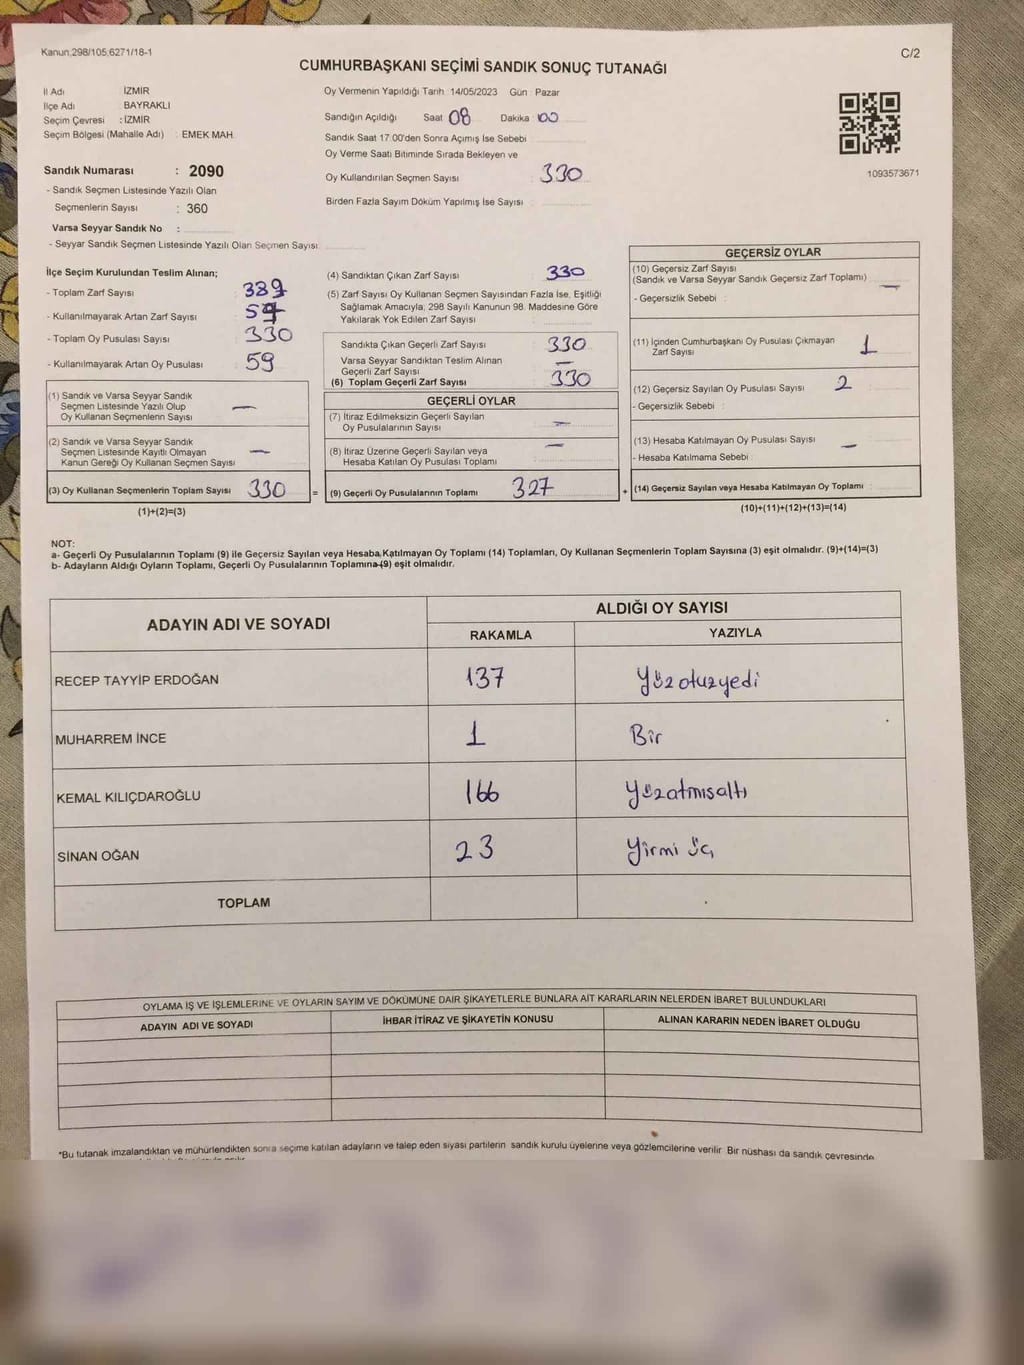 Kanun,298/105,6271/18-1
C/2
CUMHURBAŞKANI SEÇİMİ SANDIK SONUÇ TUTANAĞI
İl Adı İZMİR
İlçe Adı : BAYRAKLI
Seçim Çevresi : İZMİR
Seçim Bölgesi (Mahalle Adı) : EMEK MAH.
Oy Vermenin Yapıldığı Tarih 14/05/2023 Gün : Pazar
Sandığın Açıldığı Saat 08 Dakika 00
Sandık Saat 17:00'den Sonra Açımış İse Sebebi
Oy Verme Saati Bitiminde Sırada Bekleyen ve
Oy Kullandırılan Seçmen Sayısı : 330
Birden Fazla Sayım Döküm Yapılmış İse Sayısı :
1093573671
Sandık Numarası : 2090
- Sandık Seçmen Listesinde Yazılı Olan
Seçmenlerin Sayısı : 360
Varsa Seyyar Sandık No :
- Seyyar Sandık Seçmen Listesinde Yazılı Olan Seçmen Sayısı:
İlçe Seçim Kurulundan Teslim Alınan;
- Toplam Zarf Sayısı 389
- Kullanılmayarak Artan Zarf Sayısı
- Toplam Oy Pusulası Sayısı 330
- Kullanılmayarak Artan Oy Pusulası 59
(1) Sandık ve Varsa Seyyar Sandık
Seçmen Listesinde Yazılı Olup
Oy Kullanan Seçmenlerin Sayısı —
(2) Sandık ve Varsa Seyyar Sandık
Seçmen Listesinde Kayıtlı Olmayan
Kanun Gereği Oy Kullanan Seçmen Sayısı —
(3) Oy Kullanan Seçmenlerin Toplam Sayısı 330
(1)+(2)=(3)
(4) Sandıktan Çıkan Zarf Sayısı : 330
(5) Zarf Sayısı Oy Kullanan Seçmen Sayısından Fazla İse, Eşitliği
Sağlamak Amacıyla, 298 Sayılı Kanunun 98. Maddesine Göre
Yakılarak Yok Edilen Zarf Sayısı :
Sandıkta Çıkan Geçerli Zarf Sayısı : 330
Varsa Seyyar Sandıktan Teslim Alınan
Geçerli Zarf Sayısı —
(6) Toplam Geçerli Zarf Sayısı : 330
GEÇERLİ OYLAR
(7) İtiraz Edilmeksizin Geçerli Sayılan
Oy Pusulalarının Sayısı —
(8) İtiraz Üzerine Geçerli Sayılan veya
Hesaba Katılan Oy Pusulası Toplamı —
= (9) Geçerli Oy Pusulalarının Toplamı 327
GEÇERSİZ OYLAR
(10) Geçersiz Zarf Sayısı
(Sandık ve Varsa Seyyar Sandık Geçersiz Zarf Toplamı) —
- Geçersizlik Sebebi :
(11) İçinden Cumhurbaşkanı Oy Pusulası Çıkmayan
Zarf Sayısı 1
(12) Geçersiz Sayılan Oy Pusulası Sayısı 2
- Geçersizlik Sebebi :
(13) Hesaba Katılmayan Oy Pusulası Sayısı —
- Hesaba Katılmama Sebebi :
+ (14) Geçersiz Sayılan veya Hesaba Katılmayan Oy Toplamı
(10)+(11)+(12)+(13)=(14)
NOT:
a- Geçerli Oy Pusulalarının Toplamı (9) ile Geçersiz Sayılan veya Hesaba Katılmayan Oy Toplamı (14) Toplamları, Oy Kullanan Seçmenlerin Toplam Sayısına (3) eşit olmalıdır. (9)+(14)=(3)
b- Adayların Aldığı Oyların Toplamı, Geçerli Oy Pusulalarının Toplamına (9) eşit olmalıdır.
ADAYIN ADI VE SOYADI
ALDIĞI OY SAYISI
RAKAMLA YAZIYLA
RECEP TAYYİP ERDOĞAN 137 Yüzotuzyedi
MUHARREM İNCE 1 Bir
KEMAL KILIÇDAROĞLU 166 Yüzatmısaltı
SİNAN OĞAN 23 Yirmi üç
TOPLAM
OYLAMA İŞ VE İŞLEMLERİNE VE OYLARIN SAYIM VE DÖKÜMÜNE DAİR ŞİKAYETLERLE BUNLARA AİT KARARLARIN NELERDEN İBARET BULUNDUKLARI
ADAYIN ADI VE SOYADI İHBAR İTİRAZ VE ŞİKAYETİN KONUSU ALINAN KARARIN NEDEN İBARET OLDUĞU
*Bu tutanak imzalandıktan ve mühürlendikten sonra seçime katılan adayların ve talep eden siyasi partilerin sandık kurulu üyelerine veya gözlemcilerine verilir. Bir nüshası da sandık çevresinde